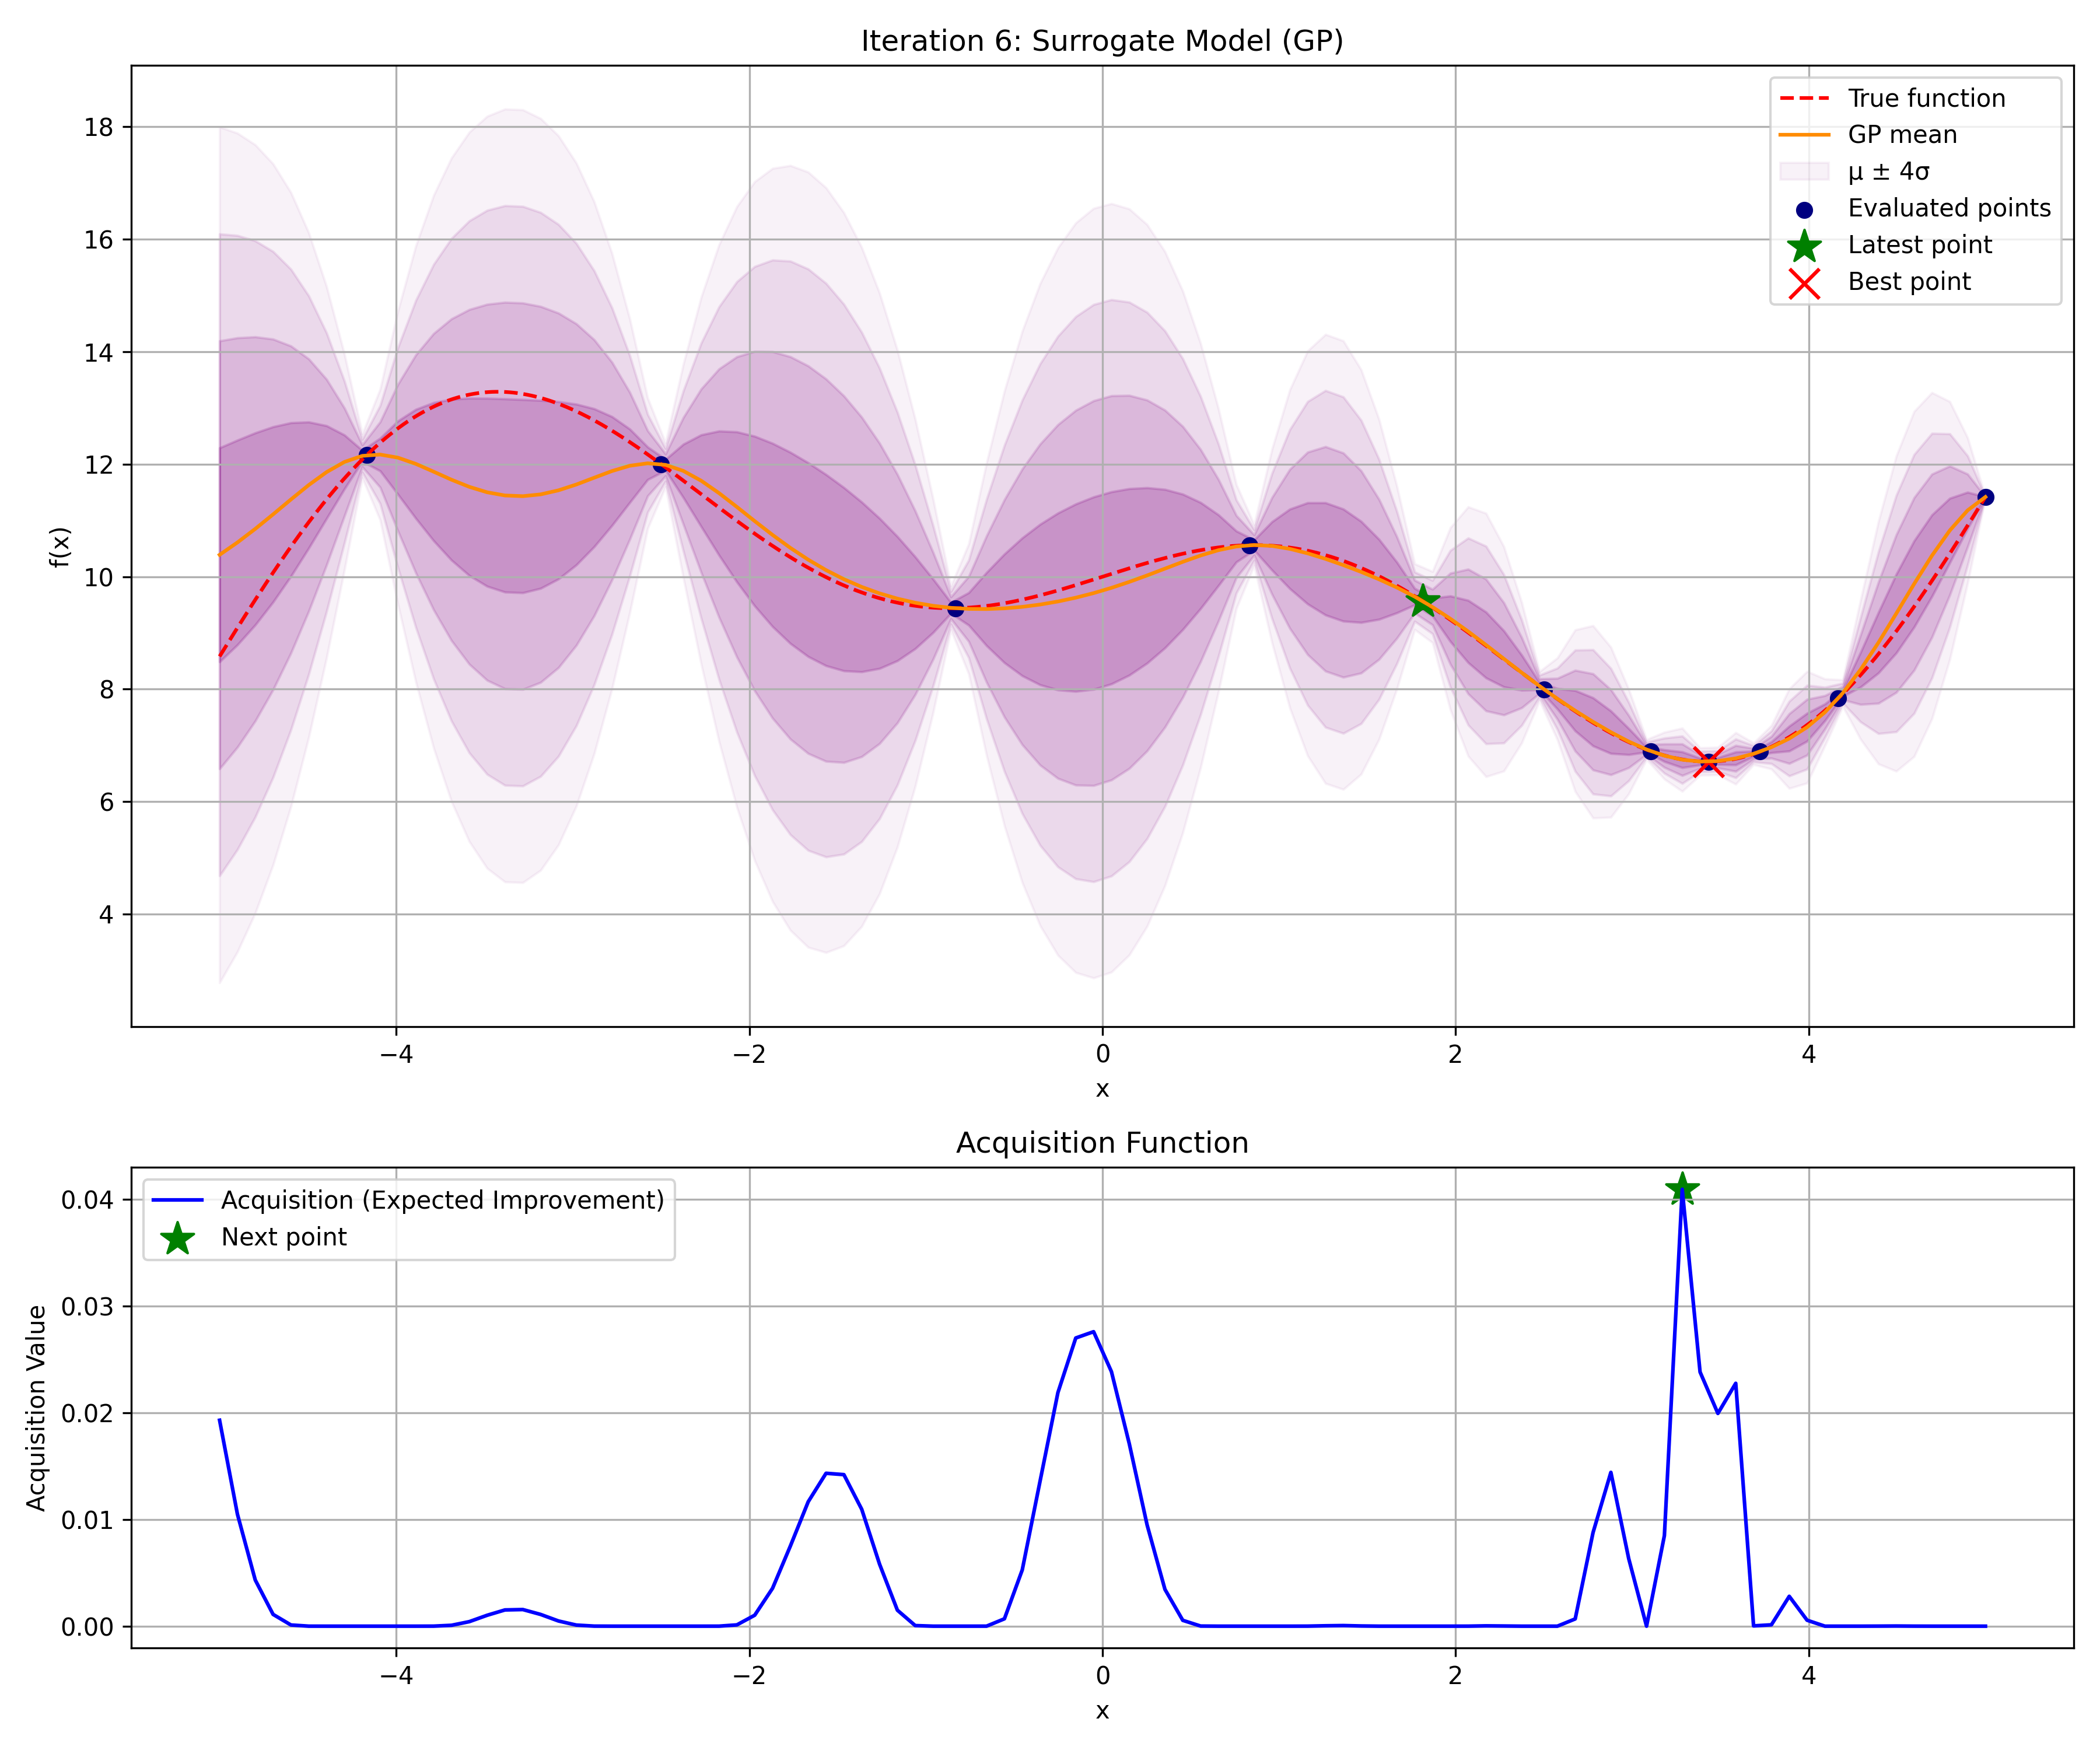 Iteration 6: Surrogate Model (GP)
True function
GP mean
μ ± 4σ
Evaluated points
Latest point
Best point
18
16
14
12
10
8
6
4
f(x)
−4
−2
0
2
4
x
Acquisition Function
Acquisition (Expected Improvement)
Next point
0.04
0.03
0.02
0.01
0.00
Acquisition Value
−4
−2
0
2
4
x